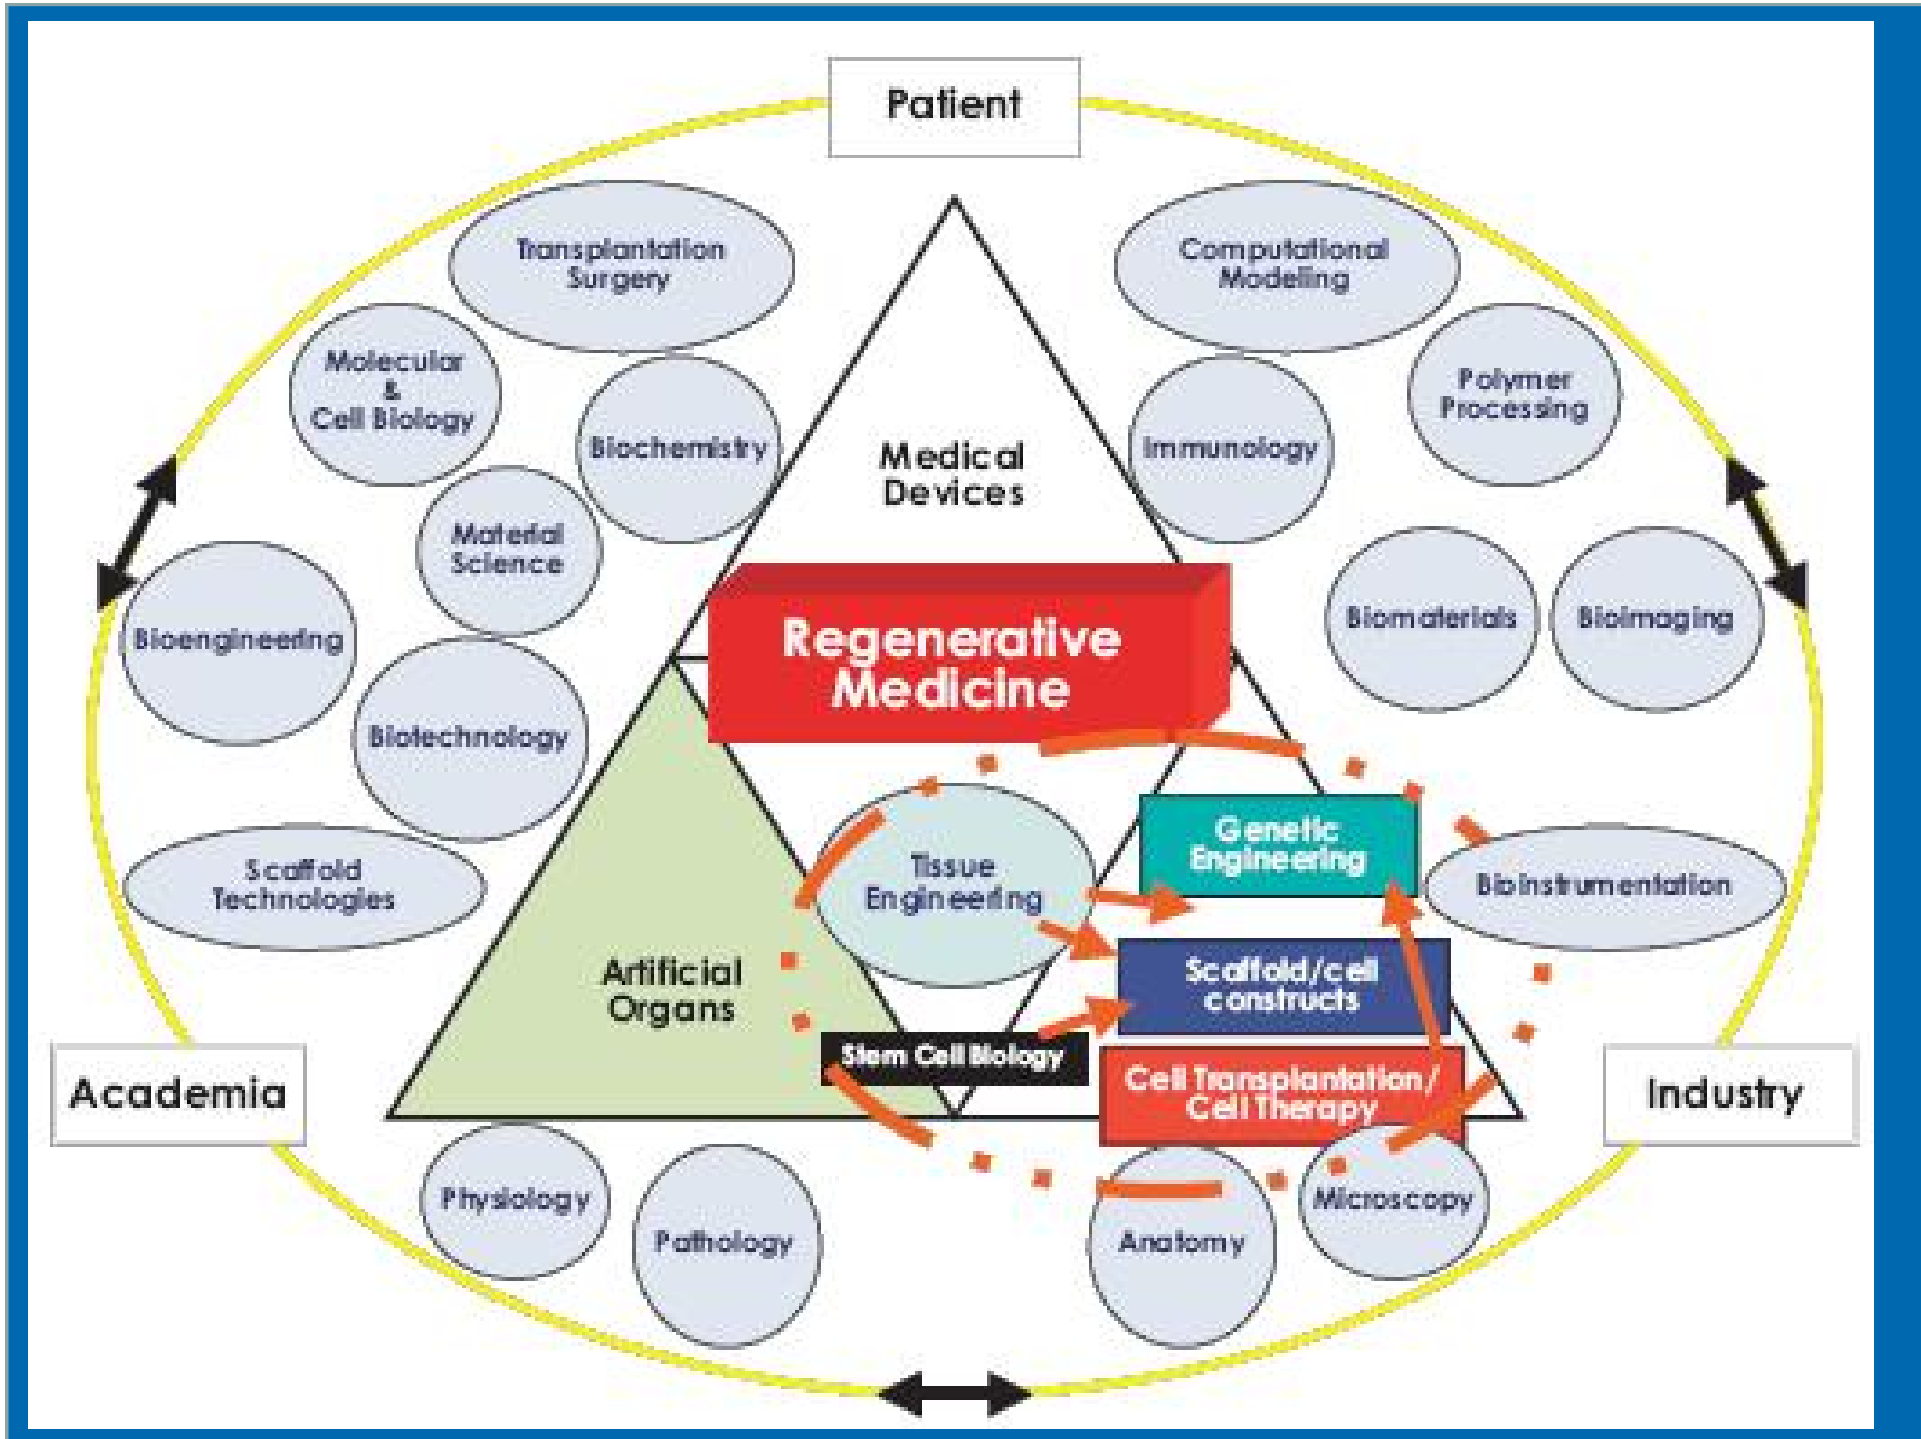 Patient
Transplantation
Surgery
Computational
Modeling
Molecular
&
Cell Biology
Polymer
Processing
Biochemistry
Medical
Devices
Immunology
Material
Science
Bioengineering
Regenerative
Medicine
Biomaterials
Bioimaging
Biotechnology
Scaffold
Technologies
Tissue
Engineering
Genetic
Engineering
Bioinstrumentation
Artificial
Organs
Scaffold/cell
constructs
Stem Cell Biology
Academia
Cell Transplantation/
Cell Therapy
Industry
Physiology
Pathology
Anatomy
Microscopy